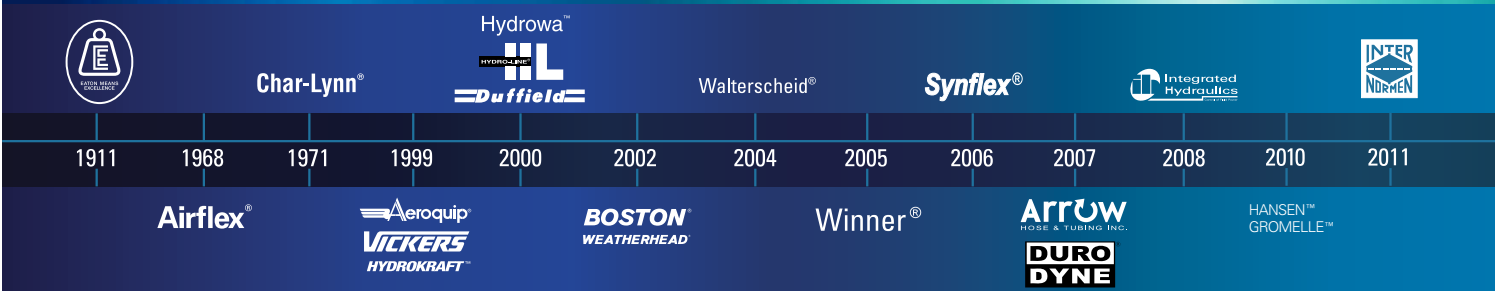 EATON MEANS
EXCELLENCE
Char-Lynn®
Hydrowa™
HYDRO-LINE®
HL
Duffield
Walterscheid®
Synflex®
Integrated
Hydraulics
INTER
NORMEN
1911 1968 1971 1999 2000 2002 2004 2005 2006 2007 2008 2010 2011
Airflex®
Aeroquip®
VICKERS
HYDROKRAFT™
BOSTON®
WEATHERHEAD®
Winner®
Arrow
HOSE & TUBING INC.
DURO
DYNE
HANSEN™
GROMELLE™